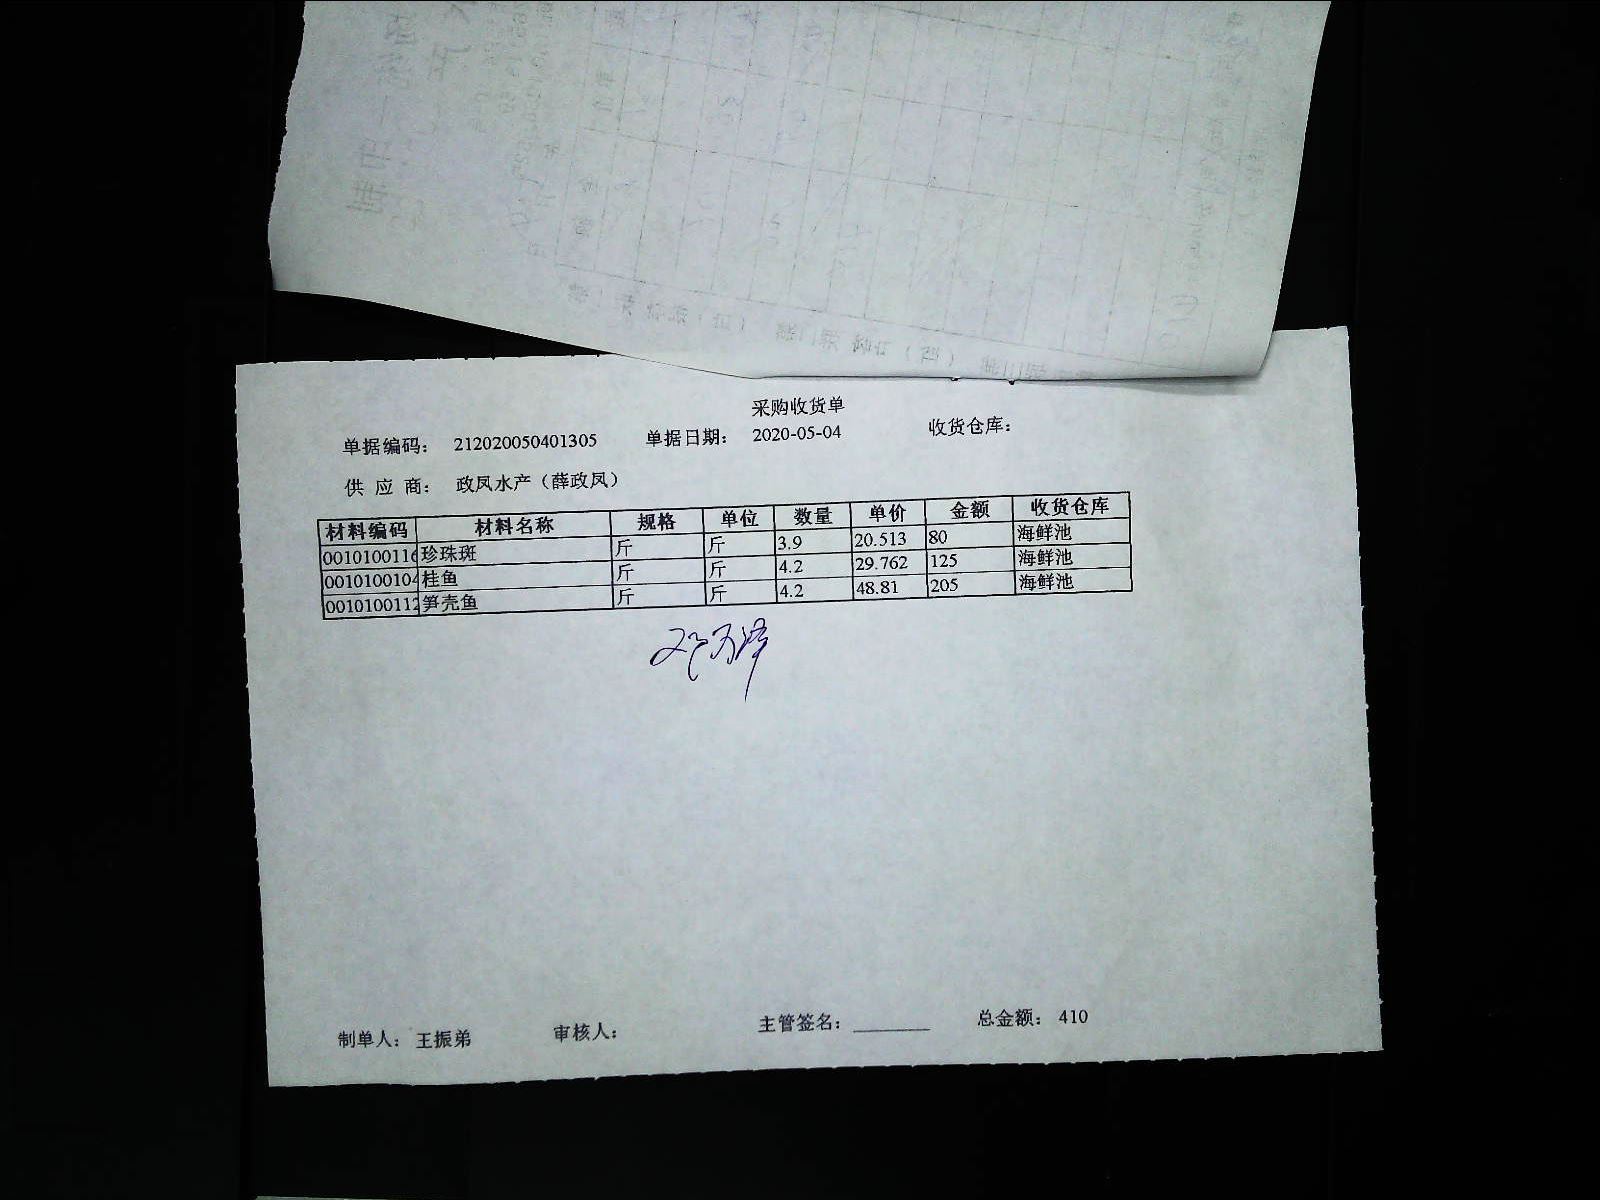 采购收货单
单据编码： 212020050401305 单据日期： 2020-05-04 收货仓库：
供 应 商： 政凤水产（薛政凤）
材料编码 材料名称 规格 单位 数量 单价 金额 收货仓库
0010100116 珍珠斑 斤 斤 3.9 20.513 80 海鲜池
0010100104 桂鱼 斤 斤 4.2 29.762 125 海鲜池
0010100112 笋壳鱼 斤 斤 4.2 48.81 205 海鲜池
制单人： 王振弟 审核人： 主管签名： 总金额： 410